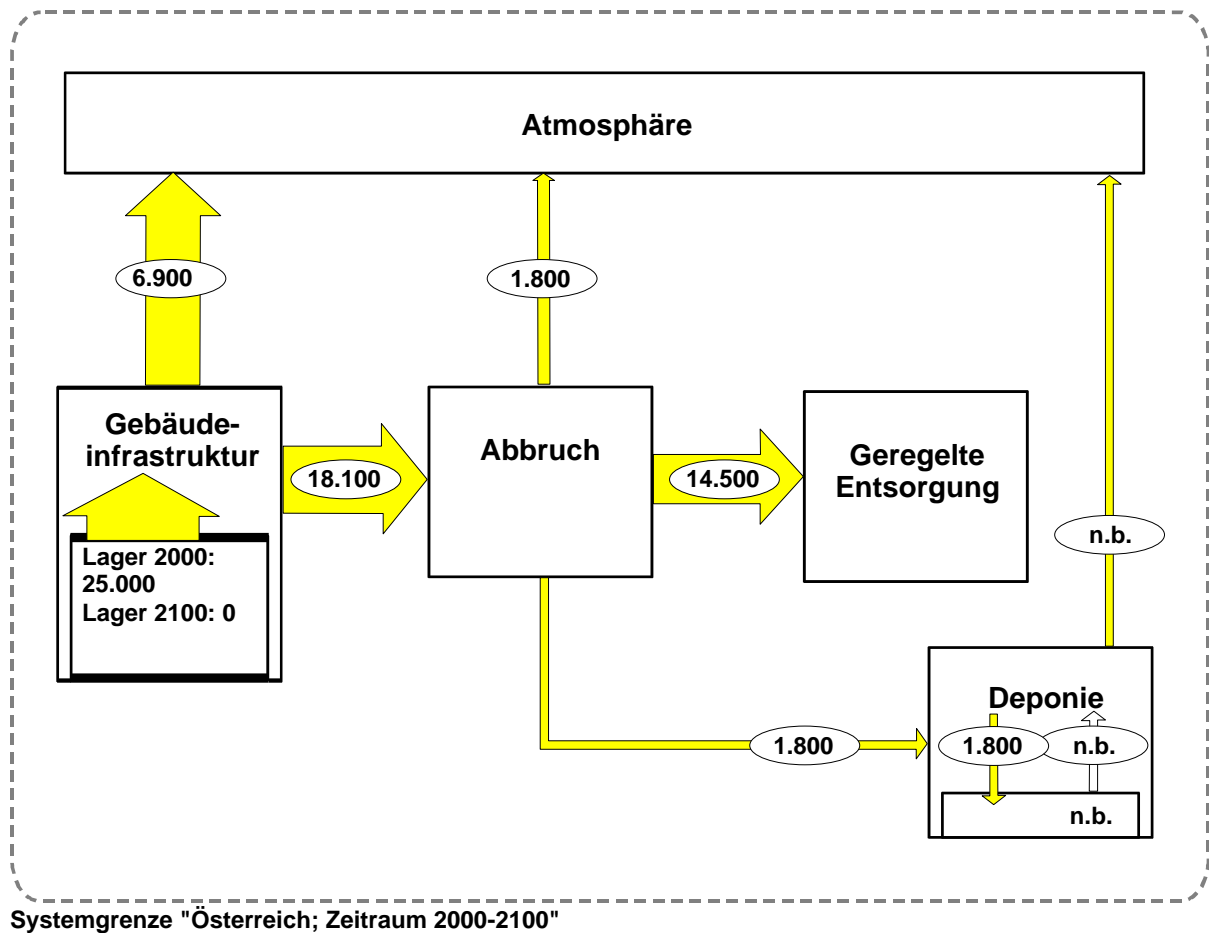 Atmosphäre
6.900
1.800
Gebäude-
infrastruktur
18.100
Abbruch
14.500
Geregelte
Entsorgung
n.b.
Lager 2000:
25.000
Lager 2100: 0
Deponie
1.800
1.800
n.b.
n.b.
Systemgrenze "Österreich; Zeitraum 2000-2100"